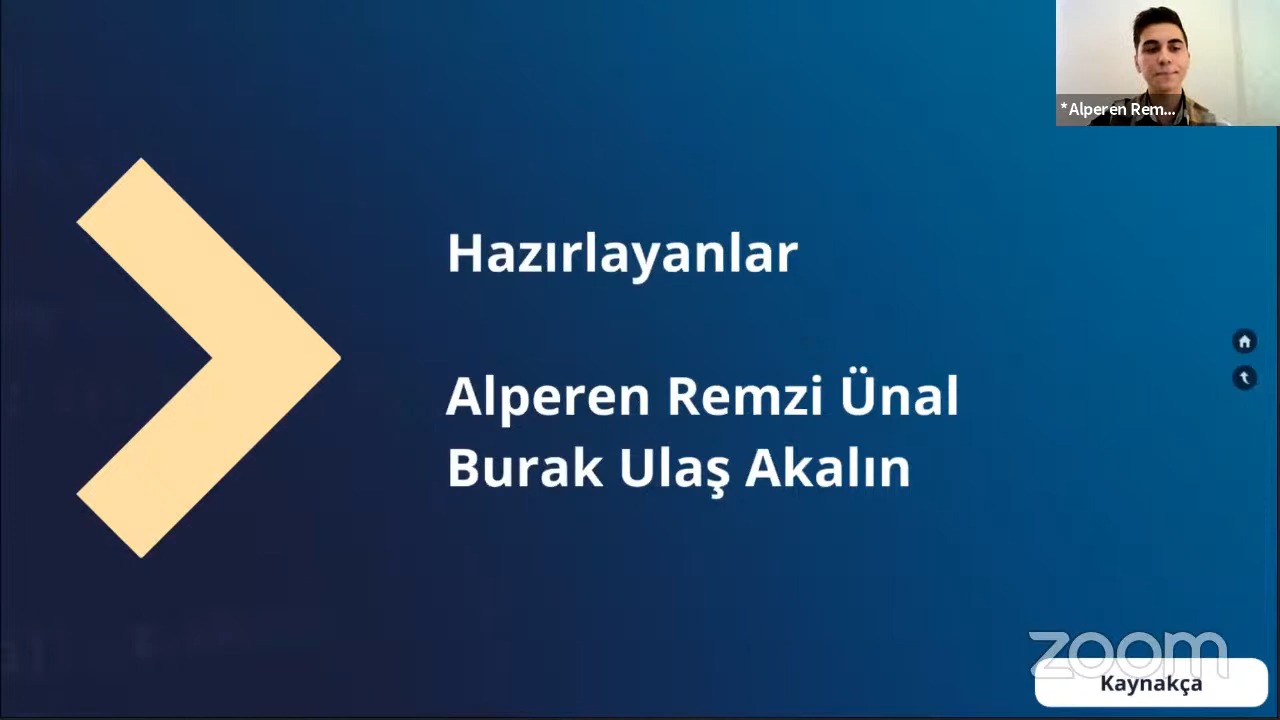 *Alperen Rem...
Hazırlayanlar
Alperen Remzi Ünal
Burak Ulaş Akalın
zoom
Kaynakça